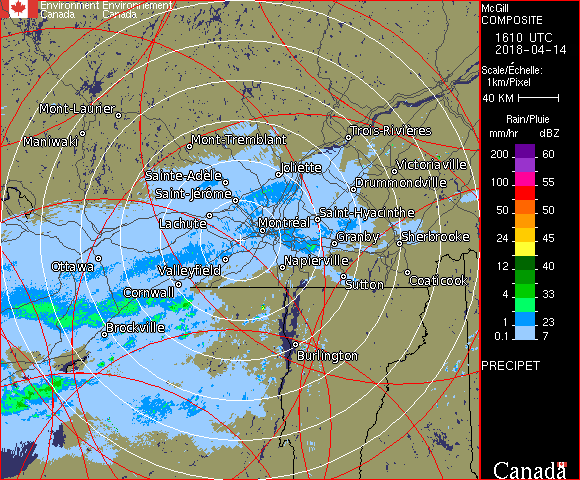 Environment Environnement
Canada Canada
McGill
COMPOSITE
1610 UTC
2018-04-14
Scale/Échelle:
1km/Pixel
40 KM
Rain/Pluie
mm/hr dBZ
200 60
100 55
50 50
24 45
12 40
4 33
2 23
0.1 7
PRECIPET
Canada
Mont-Laurier
Maniwaki
Mont-Tremblant
Trois-Rivières
Sainte-Adèle
Joliette
Victoriaville
Saint-Jérôme
Drummondville
Lachute
Montréal
Saint-Hyacinthe
Granby
Sherbrooke
Ottawa
Valleyfield
Napierville
Cornwall
Sutton
Coaticook
Brockville
Burlington